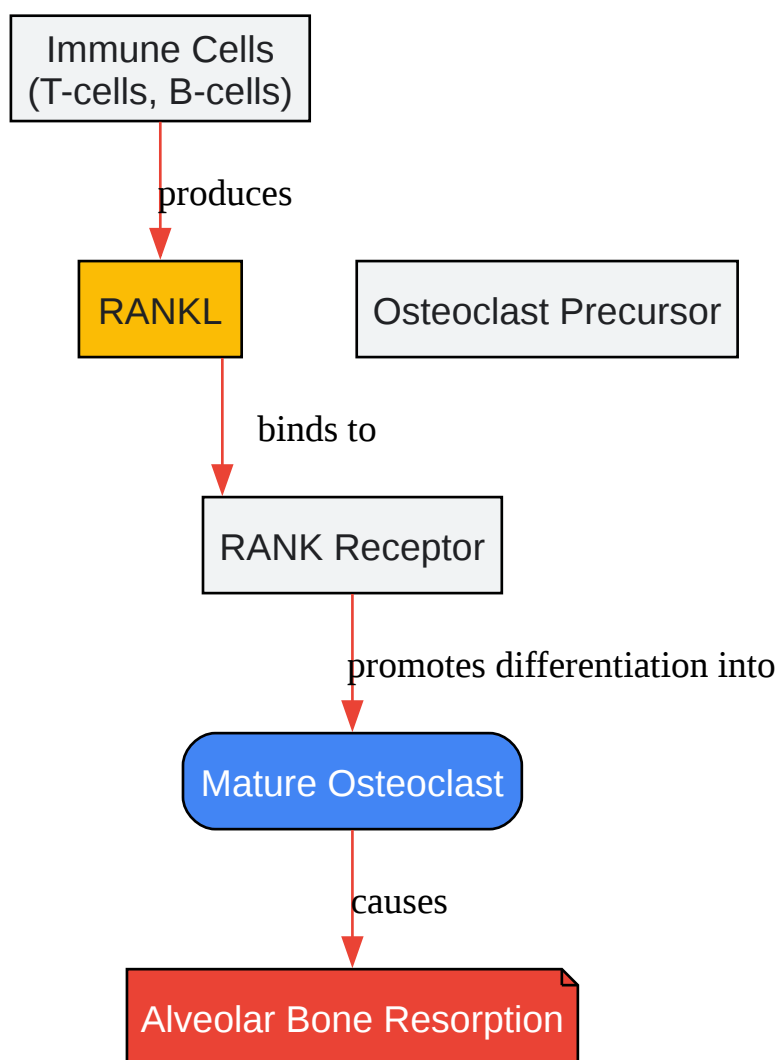 Immune Cells
(T-cells, B-cells)
produces
RANKL
Osteoclast Precursor
binds to
RANK Receptor
promotes differentiation into
Mature Osteoclast
causes
Alveolar Bone Resorption